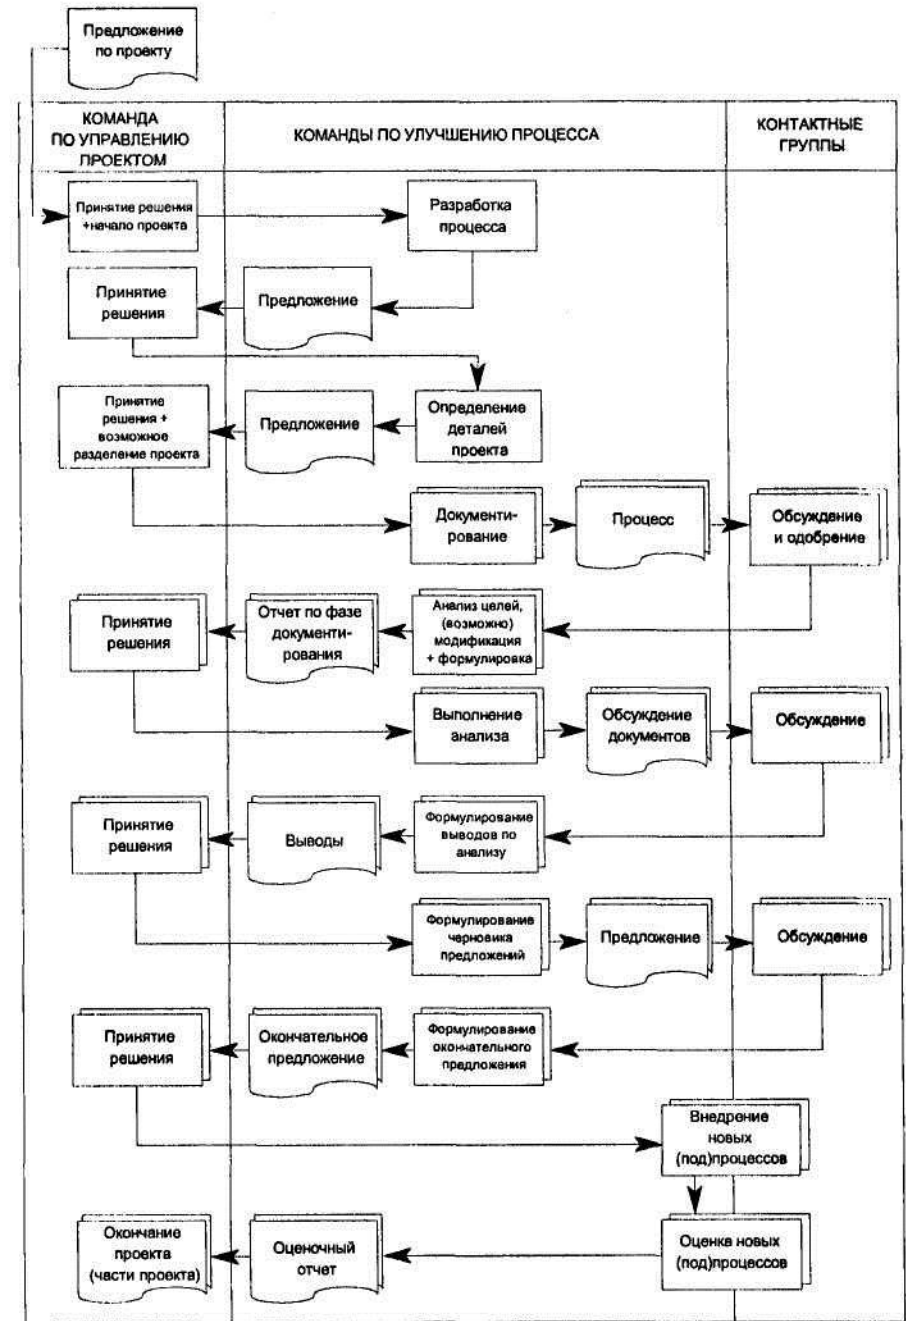 Предложение
по проекту
КОМАНДА
ПО УПРАВЛЕНИЮ
ПРОЕКТОМ
КОМАНДЫ ПО УЛУЧШЕНИЮ ПРОЦЕССА
КОНТАКТНЫЕ
ГРУППЫ
Принятие решения
+начало проекта
Разработка
процесса
Принятие
решения
Предложение
Принятие
решения +
возможное
разделение проекта
Предложение
Определение
деталей
проекта
Документи-
рование
Процесс
Обсуждение
и одобрение
Принятие
решения
Отчет по фазе
документи-
рования
Анализ целей,
(возможно)
модификация
+ формулировка
Выполнение
анализа
Обсуждение
документов
Обсуждение
Принятие
решения
Выводы
Формулирование
выводов по
анализу
Формулирование
черновика
предложений
Предложение
Обсуждение
Принятие
решения
Окончательное
предложение
Формулирование
окончательного
предложения
Внедрение
новых
(под)процессов
Окончание
проекта
(части проекта)
Оценочный
отчет
Оценка новых
(под)процессов